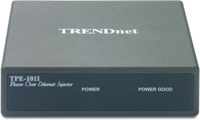 TRENDnet
TPE-101I
Power Over Ethernet Injector
POWER
POWER GOOD